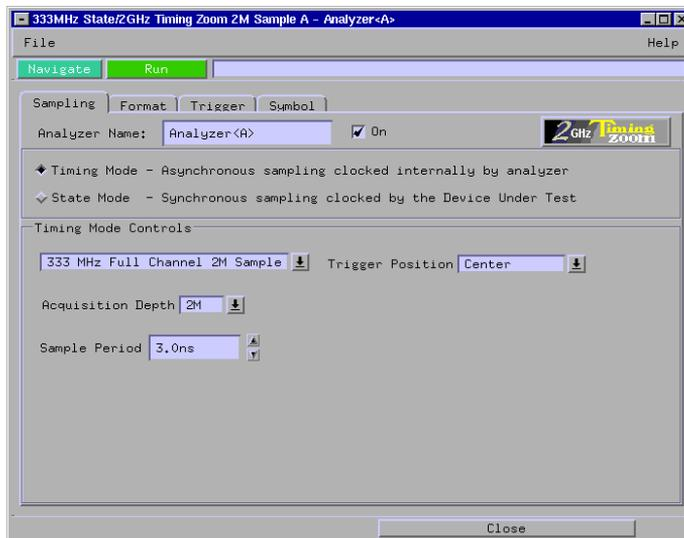 333MHz State/2GHz Timing Zoom 2M Sample A - Analyzer<A>
File Help
Navigate Run
Sampling Format Trigger Symbol
Analyzer Name: Analyzer<A> On 2 GHz Timing zoom
Timing Mode - Asynchronous sampling clocked internally by analyzer
State Mode - Synchronous sampling clocked by the Device Under Test
Timing Mode Controls
333 MHz Full Channel 2M Sample Trigger Position Center
Acquisition Depth 2M
Sample Period 3.0ns
Close